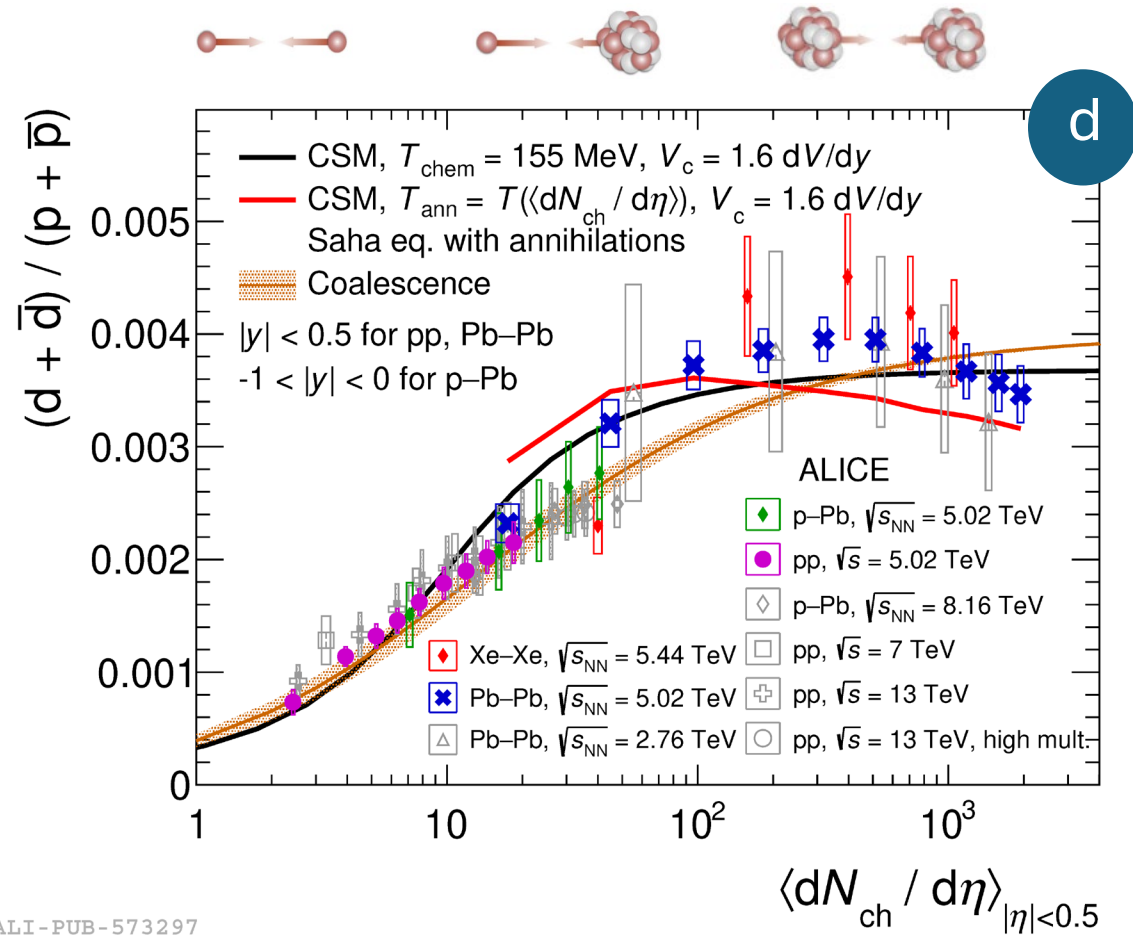 d
(d + d̅) / (p + p̅)
CSM, T_chem = 155 MeV, V_c = 1.6 dV/dy
CSM, T_ann = T(⟨dN_ch / dη⟩), V_c = 1.6 dV/dy
Saha eq. with annihilations
Coalescence
|y| < 0.5 for pp, Pb–Pb
-1 < |y| < 0 for p–Pb
0.005
0.004
0.003
0.002
0.001
0
ALICE
p–Pb, √s_NN = 5.02 TeV
pp, √s = 5.02 TeV
p–Pb, √s_NN = 8.16 TeV
pp, √s = 7 TeV
pp, √s = 13 TeV
pp, √s = 13 TeV, high mult.
Xe–Xe, √s_NN = 5.44 TeV
Pb–Pb, √s_NN = 5.02 TeV
Pb–Pb, √s_NN = 2.76 TeV
1 10 10² 10³
⟨dN_ch / dη⟩_|η|<0.5
ALI-PUB-573297